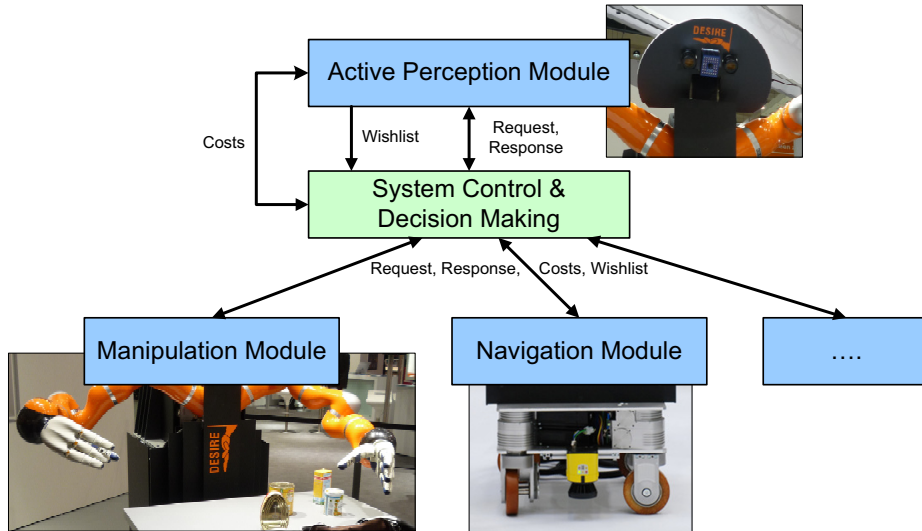 DESIRE
Active Perception Module
Costs
Wishlist
Request,
Response
System Control &
Decision Making
Request, Response,
Costs, Wishlist
Manipulation Module
Navigation Module
....
DESIRE